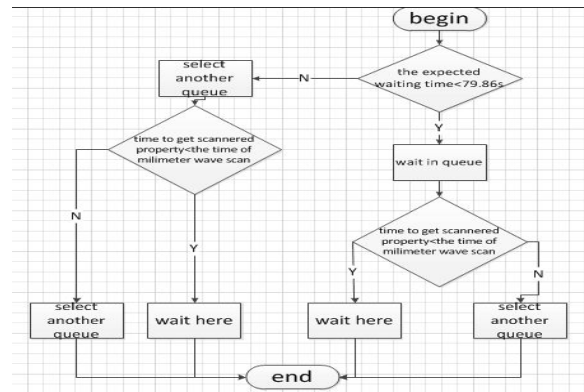 begin
select
another
queue
N
the expected
waiting time<79.86s
Y
time to get scannered
property<the time of
milimeter wave scan
wait in queue
N
Y
time to get scannered
property<the time of
milimeter wave scan
Y
N
select
another
queue
wait here
wait here
select
another
queue
end